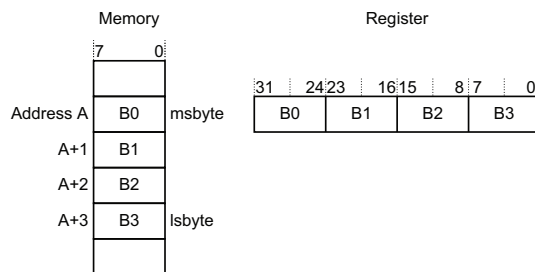 Memory
Register
7 0
31 24 23 16 15 8 7 0
Address A B0 msbyte
B0 B1 B2 B3
A+1 B1
A+2 B2
A+3 B3 lsbyte